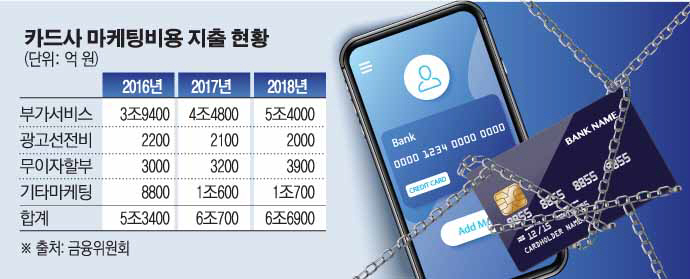 카드사 마케팅비용 지출 현황
(단위: 억 원)
2016년 2017년 2018년
부가서비스 3조9400 4조4800 5조4000
광고선전비 2200 2100 2000
무이자할부 3000 3200 3900
기타마케팅 8800 1조600 1조700
합계 5조3400 6조700 6조6900
※ 출처: 금융위원회
Bank
0000 1234 0000 0000
CREDIT CARD
Add Mo
BANK NAME
8855 8855 8855
12/15
CARDHOLDER NAME